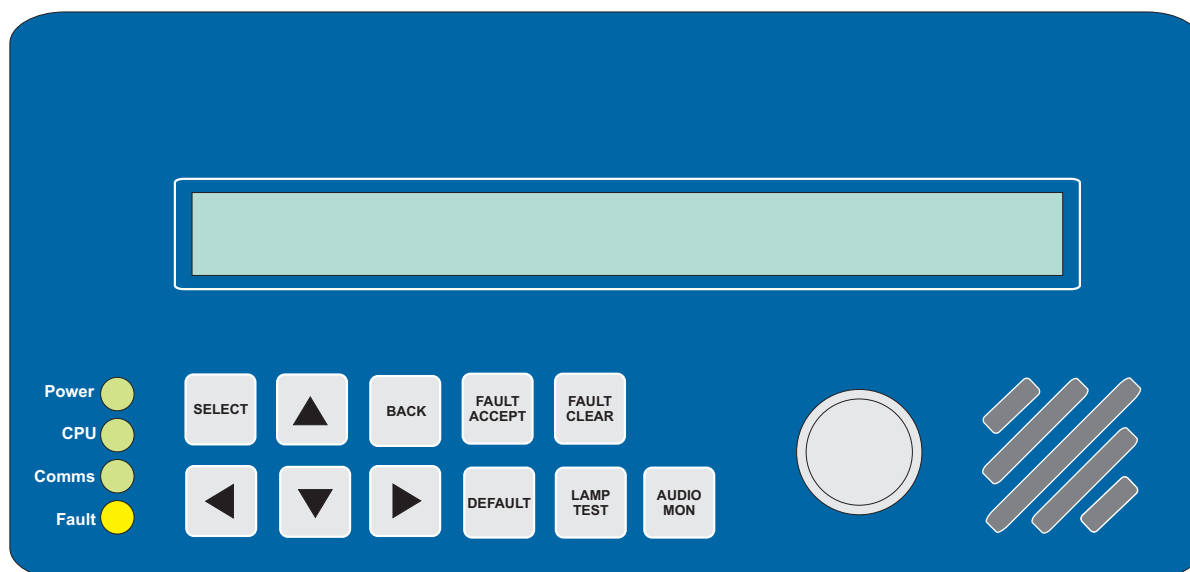 Power
CPU
Comms
Fault
SELECT
BACK
FAULT
ACCEPT
FAULT
CLEAR
DEFAULT
LAMP
TEST
AUDIO
MON